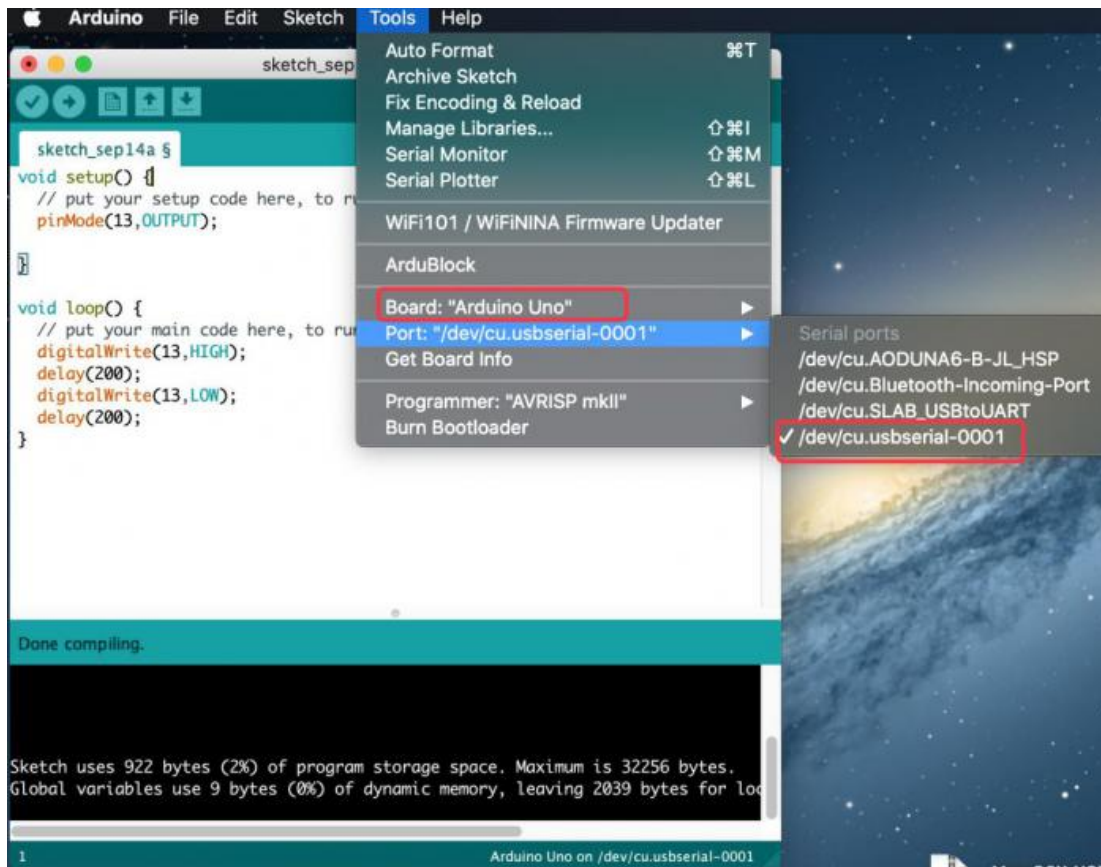 Arduino File Edit Sketch Tools Help
sketch_sep
sketch_sep14a §
void setup() {
// put your setup code here, to
pinMode(13,OUTPUT);
}
void loop() {
// put your main code here, to
digitalWrite(13,HIGH);
delay(200);
digitalWrite(13,LOW);
delay(200);
}
Auto Format ⌘T
Archive Sketch
Fix Encoding & Reload
Manage Libraries... ⇧⌘I
Serial Monitor ⇧⌘M
Serial Plotter ⇧⌘L
WiFi101 / WiFiNINA Firmware Updater
ArduBlock
Board: "Arduino Uno"
Port: "/dev/cu.usbserial-0001"
Get Board Info
Programmer: "AVRISP mkII"
Burn Bootloader
Serial ports
/dev/cu.AODUNA6-B-JL_HSP
/dev/cu.Bluetooth-Incoming-Port
/dev/cu.SLAB_USBtoUART
✓ /dev/cu.usbserial-0001
Done compiling.
Sketch uses 922 bytes (2%) of program storage space. Maximum is 32256 bytes.
Global variables use 9 bytes (0%) of dynamic memory, leaving 2039 bytes for loc
1 Arduino Uno on /dev/cu.usbserial-0001